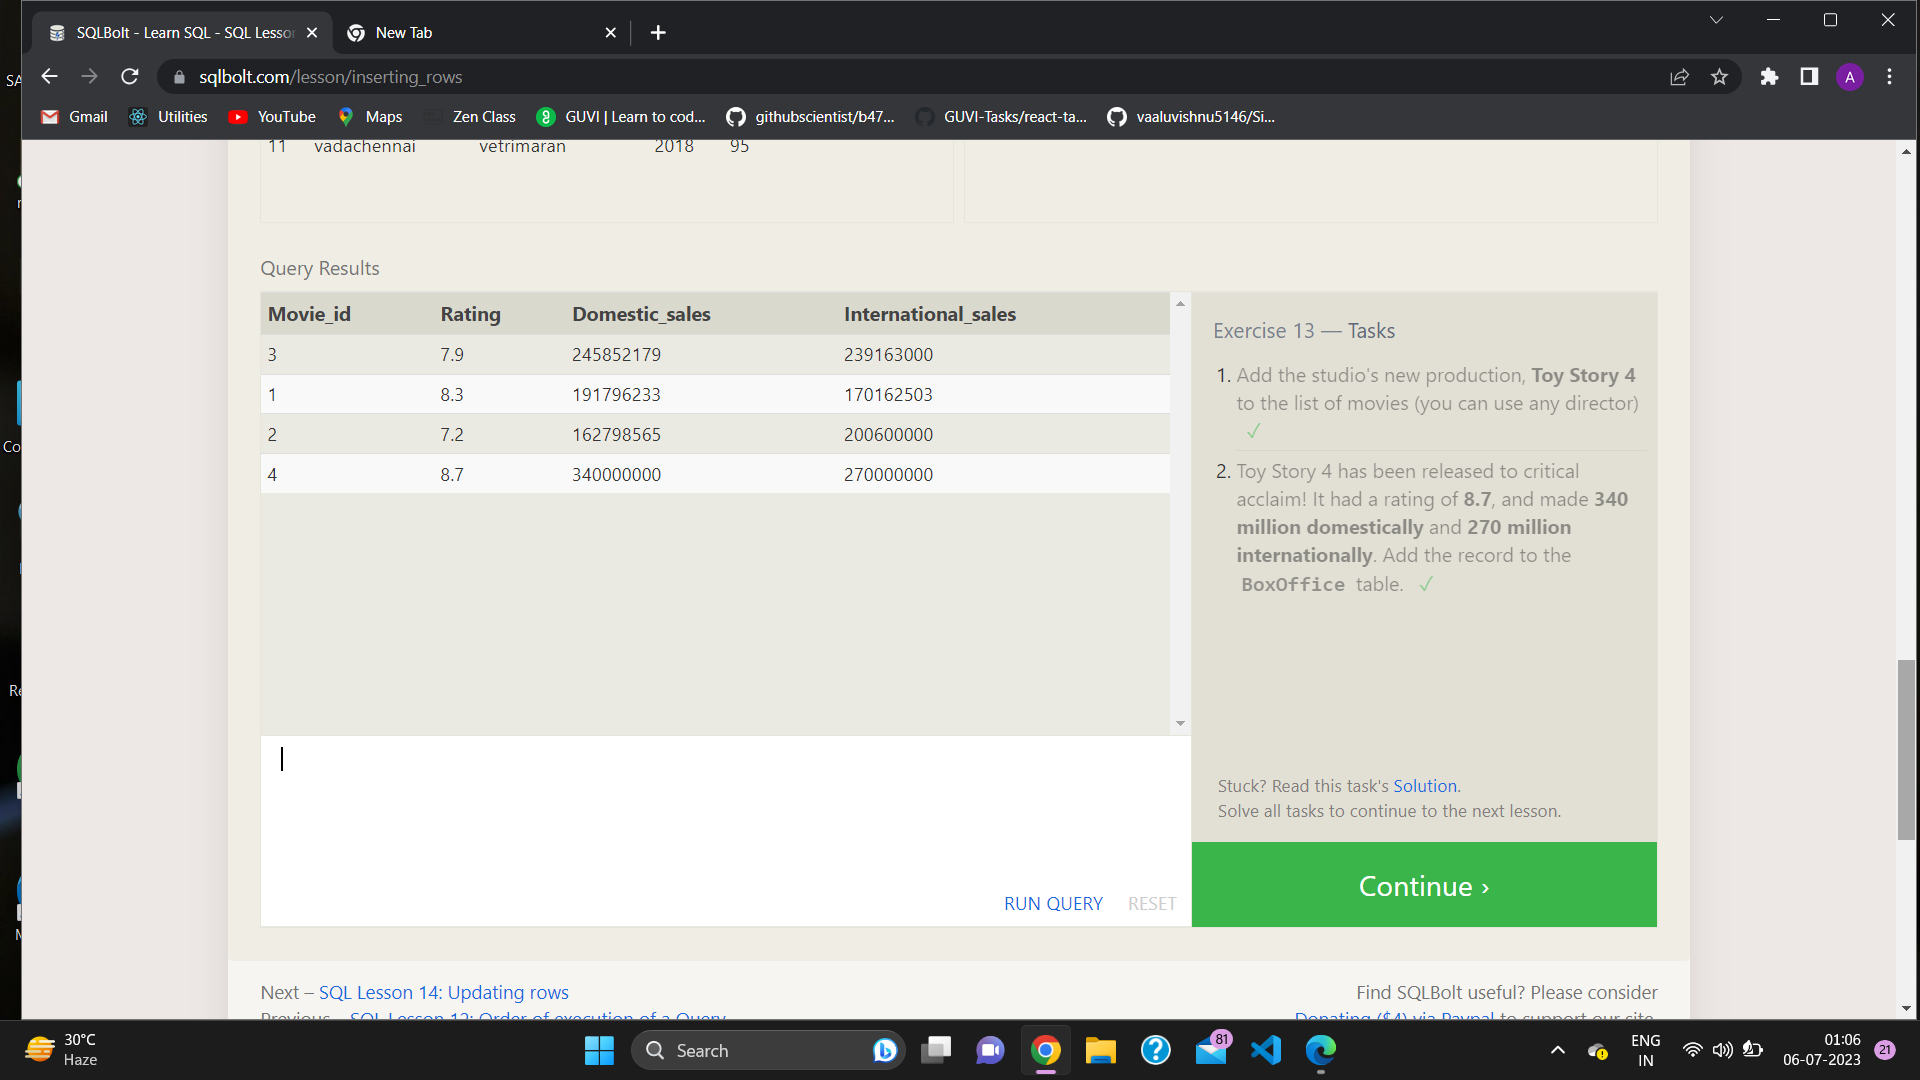 SQLBolt - Learn SQL - SQL Lesso
New Tab
sqlbolt.com/lesson/inserting_rows
A
Gmail
Utilities
YouTube
Maps
Zen Class
GUVI | Learn to cod...
githubscientist/b47...
GUVI-Tasks/react-ta...
vaaluvishnu5146/Si...
11 vadachennai vetrimaran 2018 95
Query Results
Movie_id Rating Domestic_sales International_sales
3 7.9 245852179 239163000
1 8.3 191796233 170162503
2 7.2 162798565 200600000
4 8.7 340000000 270000000
Exercise 13 — Tasks
1. Add the studio's new production, Toy Story 4
to the list of movies (you can use any director)
✓
2. Toy Story 4 has been released to critical
acclaim! It had a rating of 8.7, and made 340
million domestically and 270 million
internationally. Add the record to the
BoxOffice table. ✓
Stuck? Read this task's Solution.
Solve all tasks to continue to the next lesson.
RUN QUERY RESET
Continue ›
Next – SQL Lesson 14: Updating rows
Previous – SQL Lesson 12: Order of execution of a Query
Find SQLBolt useful? Please consider
Donating ($4) via Paypal to support our site.
SA
Co
30°C
Haze
Search
81
ENG
IN
01:06
06-07-2023
21